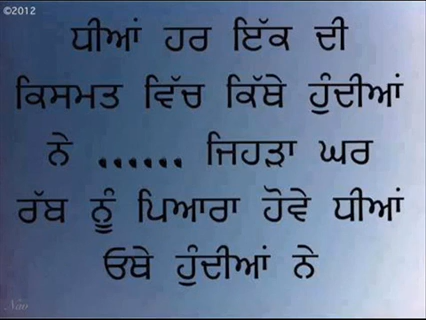 ©2012
ਧੀਆਂ ਹਰ ਇੱਕ ਦੀ
ਕਿਸਮਤ ਵਿੱਚ ਕਿੱਥੇ ਹੁੰਦੀਆਂ
ਨੇ ...... ਜਿਹੜਾ ਘਰ
ਰੱਬ ਨੂੰ ਪਿਆਰਾ ਹੋਵੇ ਧੀਆਂ
ਓਥੇ ਹੁੰਦੀਆਂ ਨੇ